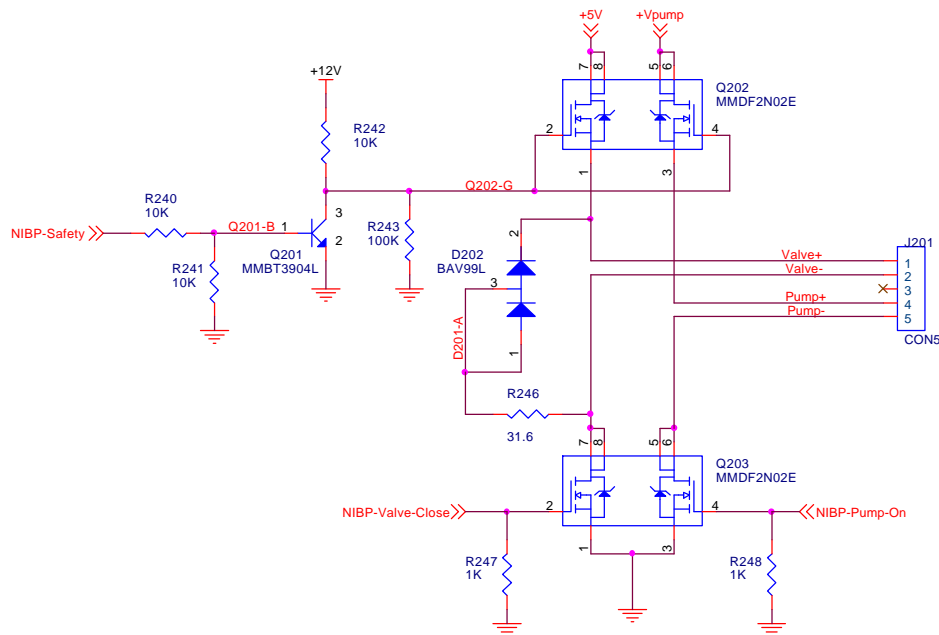 +5V
+Vpump
7
8
5
6
Q202
MMDF2N02E
+12V
2
4
R242
10K
1
3
Q202-G
R240
10K
Q201-B
1
3
2
NIBP-Safety
Q201
MMBT3904L
R243
100K
R241
10K
D202
BAV99L
2
3
1
D201-A
J201
Valve+
1
Valve-
2
3
Pump+
4
Pump-
5
CON5
R246
31.6
7
8
5
6
Q203
MMDF2N02E
NIBP-Valve-Close
2
4
NIBP-Pump-On
1
3
R247
1K
R248
1K